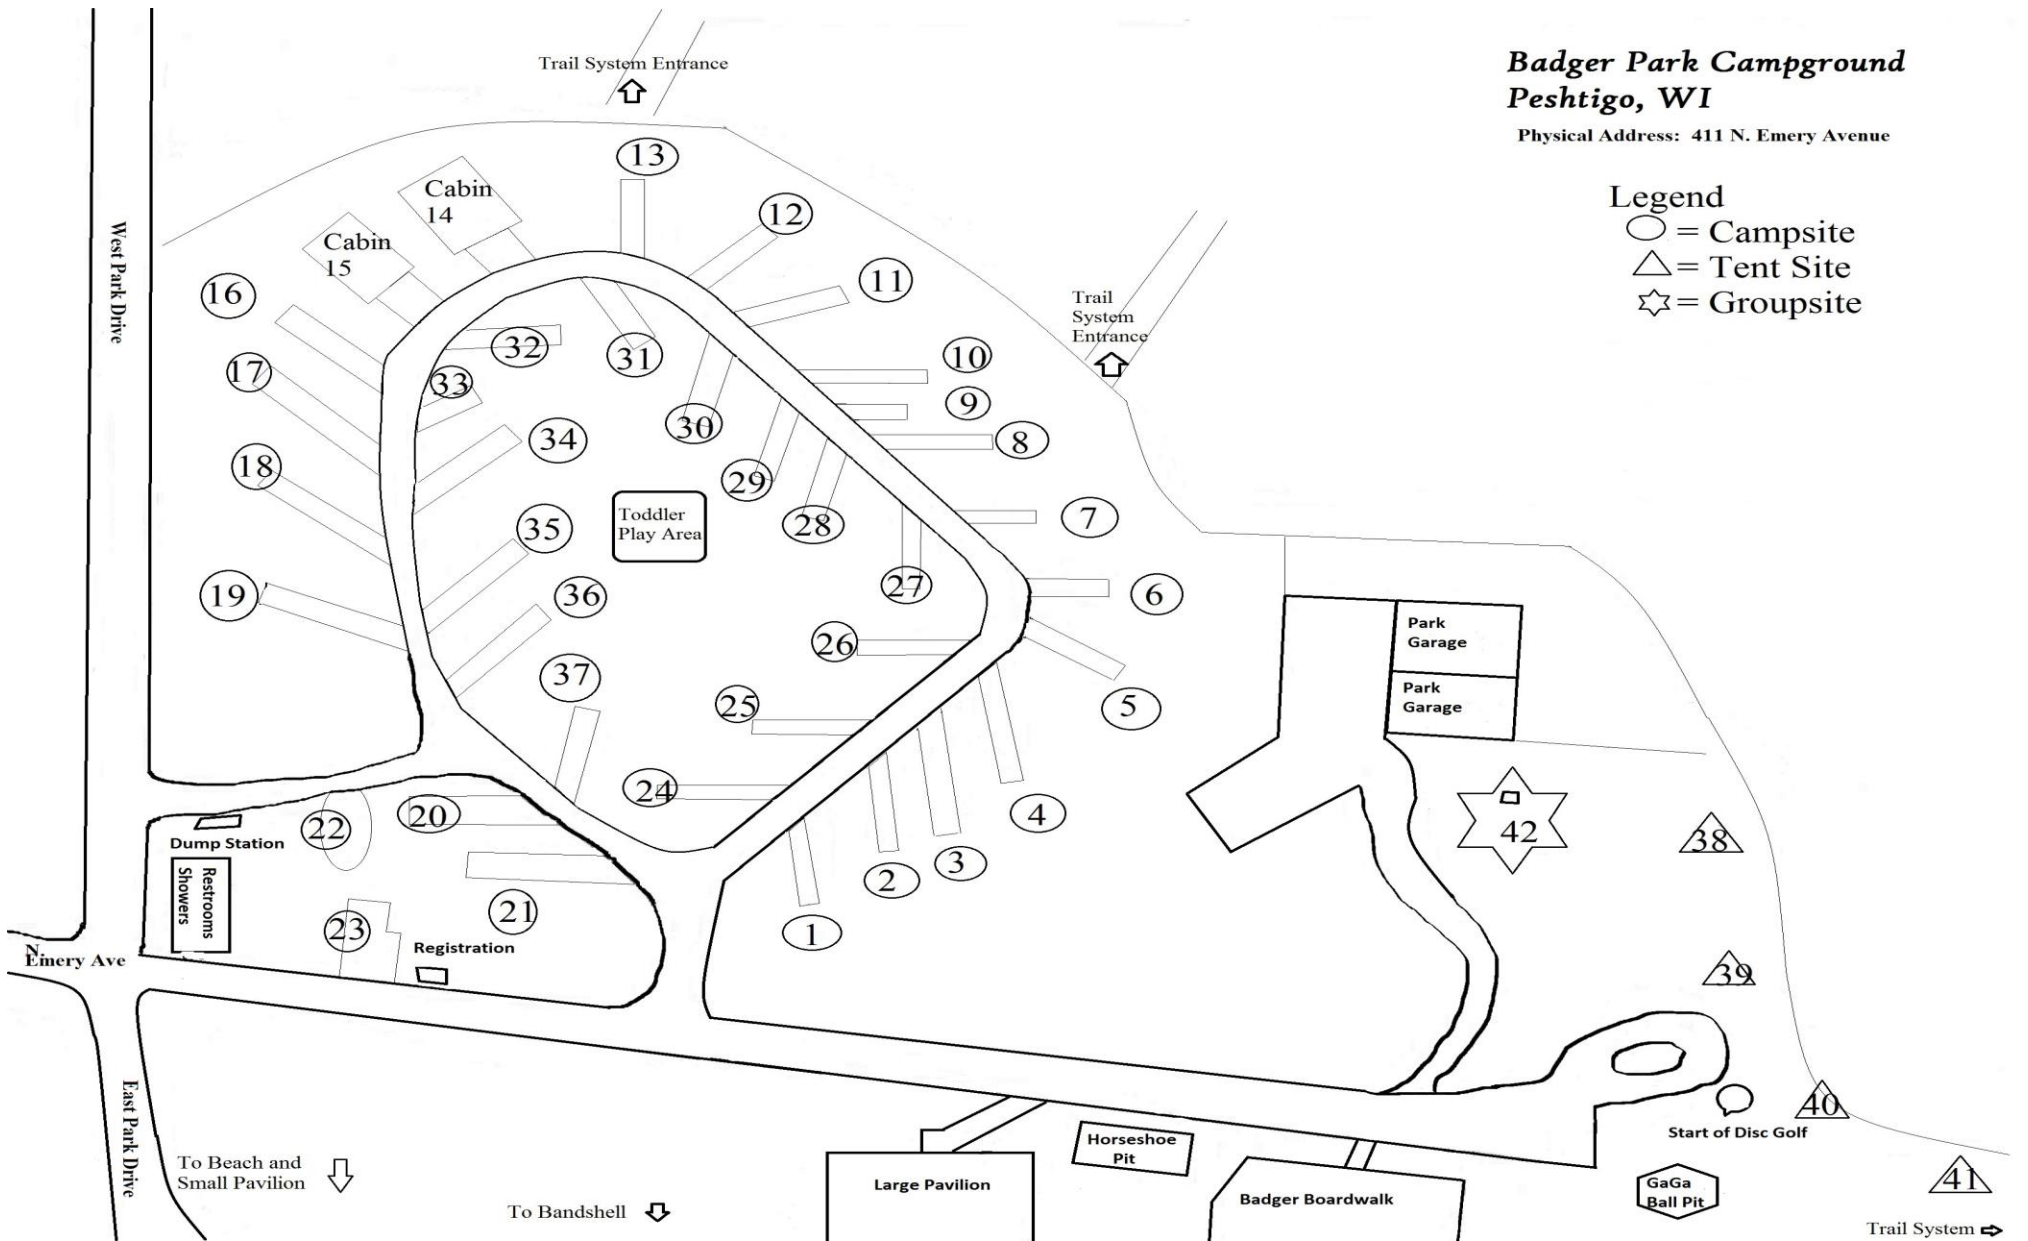 Badger Park Campground
Peshtigo, WI
Physical Address: 411 N. Emery Avenue
Legend
= Campsite
= Tent Site
= Groupsite
Trail System Entrance
13
12
11
10
9
8
7
6
5
4
3
2
1
Cabin
14
Cabin
15
16
17
18
19
32
31
33
30
34
29
28
35
27
36
26
37
25
24
Toddler
Play Area
Trail
System
Entrance
West Park Drive
Park
Garage
Park
Garage
42
38
39
40
41
22
20
21
23
Dump Station
Restrooms
Showers
Registration
N.
Emery Ave
East Park Drive
To Beach and
Small Pavilion
To Bandshell
Large Pavilion
Horseshoe
Pit
Badger Boardwalk
Start of Disc Golf
GaGa
Ball Pit
Trail System